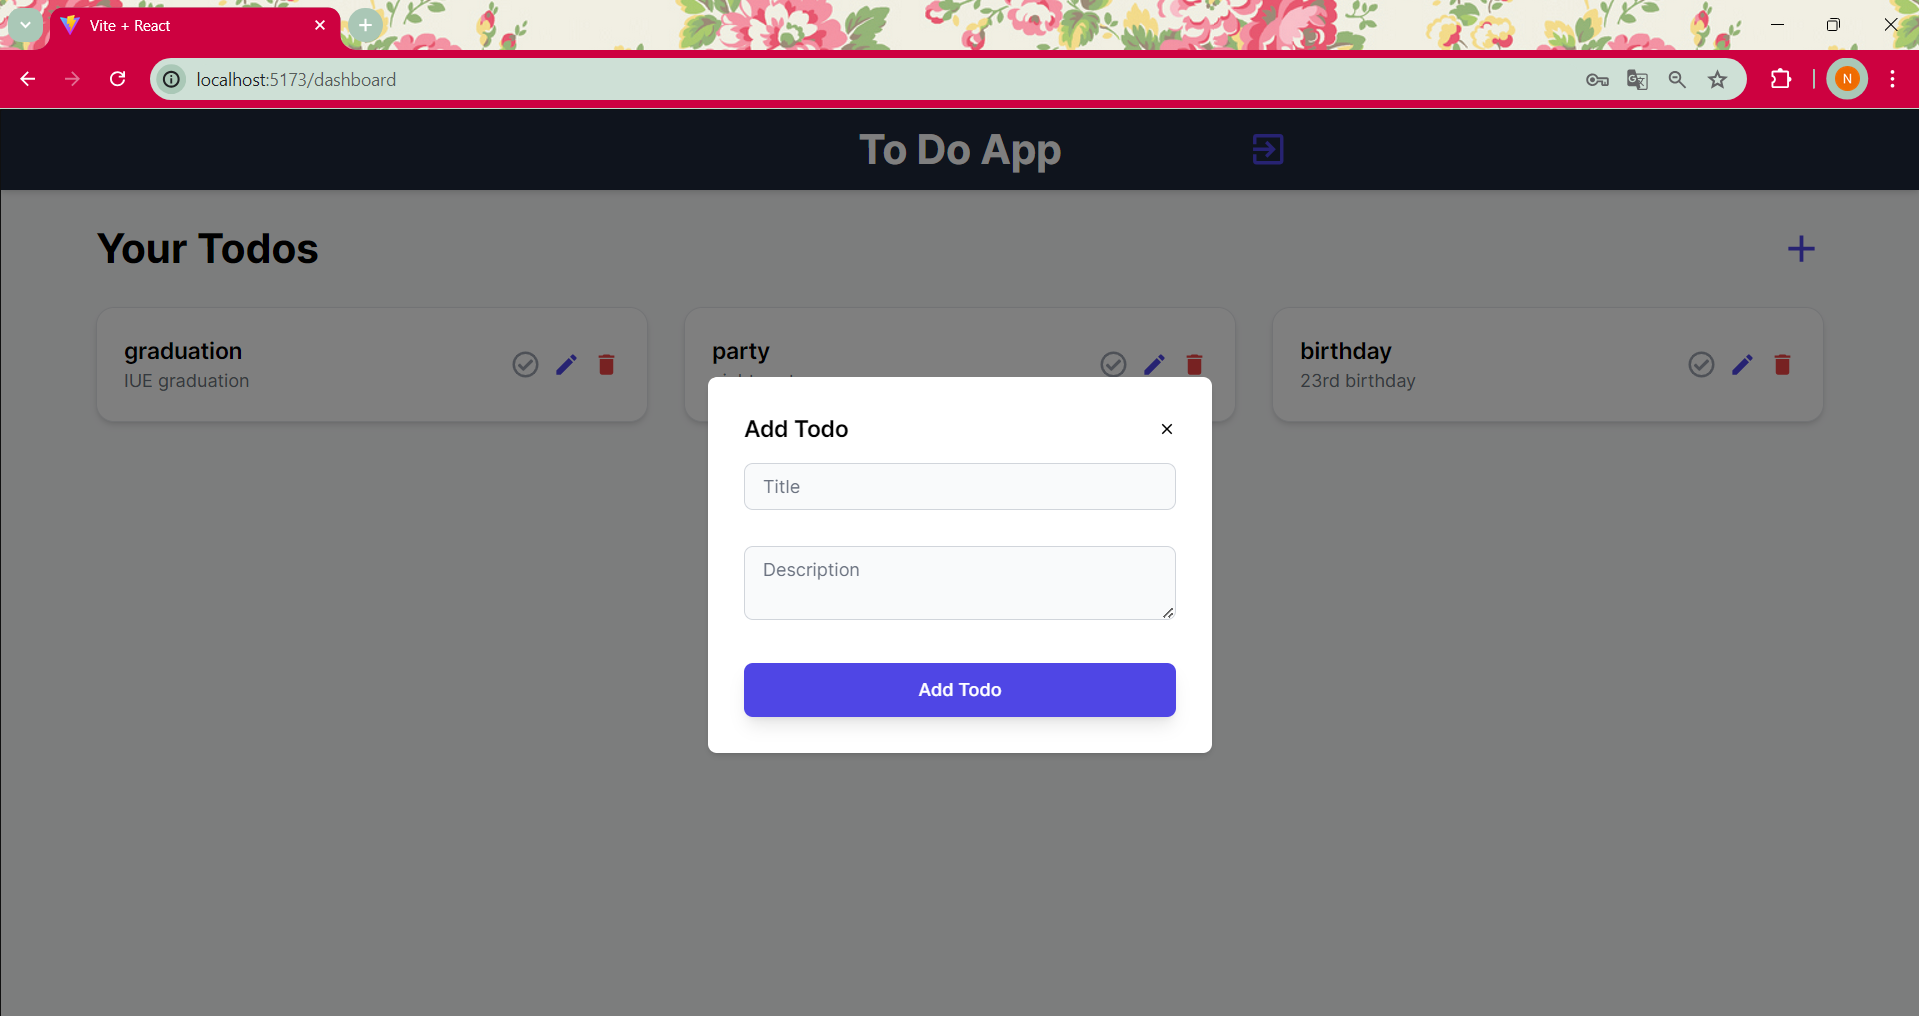 Vite + React
localhost:5173/dashboard
N
To Do App
Your Todos
graduation
IUE graduation
party
birthday
23rd birthday
Add Todo
Title
Description
Add Todo